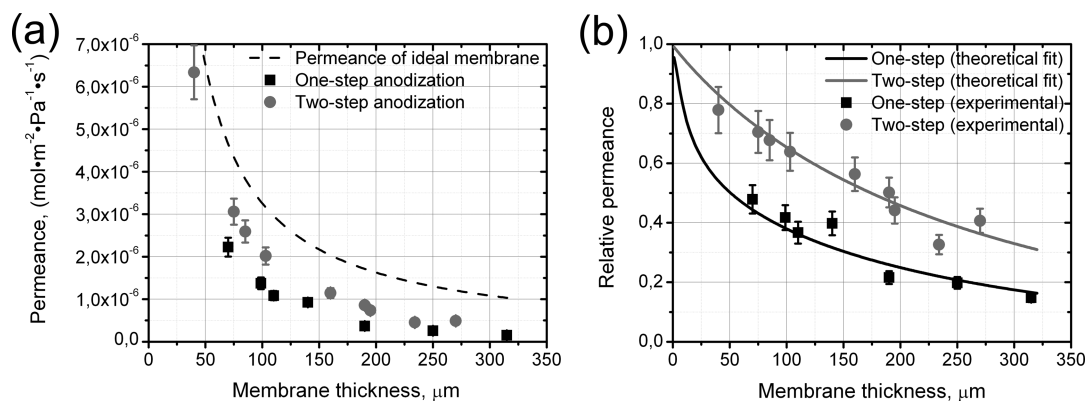 (a)
7,0x10⁻⁶
6,0x10⁻⁶
5,0x10⁻⁶
4,0x10⁻⁶
3,0x10⁻⁶
2,0x10⁻⁶
1,0x10⁻⁶
0,0
Permeance, (mol•m⁻²•Pa⁻¹•s⁻¹)
Permeance of ideal membrane
One-step anodization
Two-step anodization
0 50 100 150 200 250 300 350
Membrane thickness, μm
(b)
1,0
0,8
0,6
0,4
0,2
0,0
Relative permeance
One-step (theoretical fit)
Two-step (theoretical fit)
One-step (experimental)
Two-step (experimental)
0 50 100 150 200 250 300 350
Membrane thickness, μm